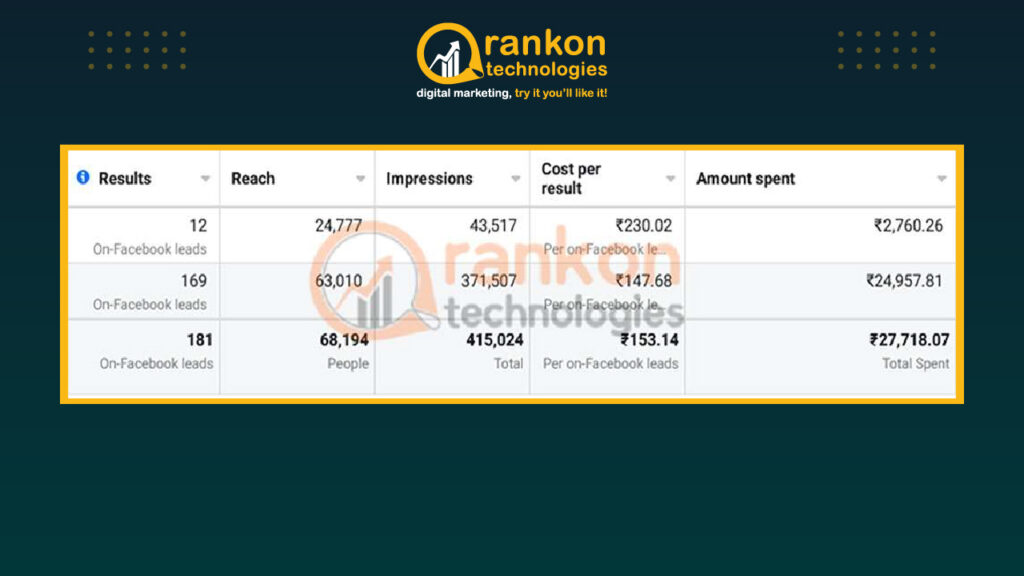 rankon
technologies
digital marketing, try it you'll like it!
Results Reach Impressions Cost per result Amount spent
12 24,777 43,517 ₹230.02 ₹2,760.26
On-Facebook leads Per on-Facebook le...
169 63,010 371,507 ₹147.68 ₹24,957.81
On-Facebook leads Per on-Facebook le...
181 68,194 415,024 ₹153.14 ₹27,718.07
On-Facebook leads People Total Per on-Facebook leads Total Spent
rankon
technologies